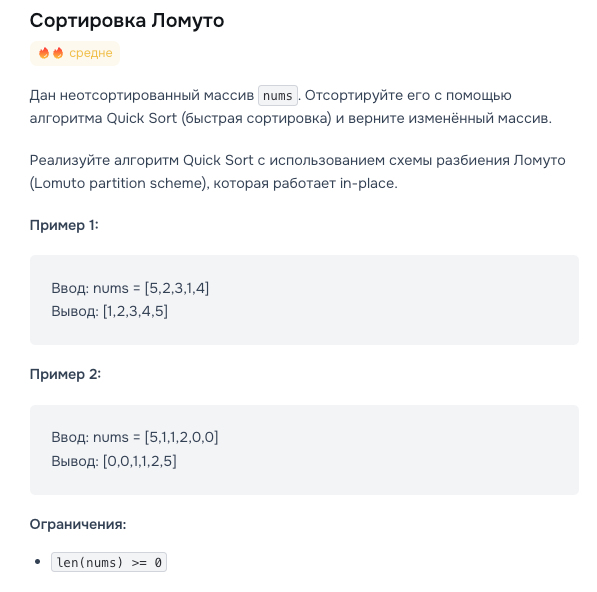 Сортировка Ломуто
🔥🔥 средне
Дан неотсортированный массив nums. Отсортируйте его с помощью
алгоритма Quick Sort (быстрая сортировка) и верните изменённый массив.
Реализуйте алгоритм Quick Sort с использованием схемы разбиения Ломуто
(Lomuto partition scheme), которая работает in-place.
Пример 1:
Ввод: nums = [5,2,3,1,4]
Вывод: [1,2,3,4,5]
Пример 2:
Ввод: nums = [5,1,1,2,0,0]
Вывод: [0,0,1,1,2,5]
Ограничения:
• len(nums) >= 0